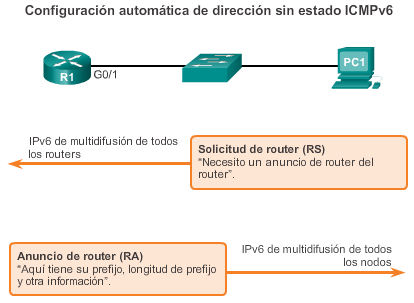 Configuración automática de dirección sin estado ICMPv6
R1
G0/1
PC1
IPv6 de multidifusión de todos
los routers
Solicitud de router (RS)
“Necesito un anuncio de router del
router”.
Anuncio de router (RA)
“Aquí tiene su prefijo, longitud de prefijo
y otra información”.
IPv6 de multidifusión de todos
los nodos